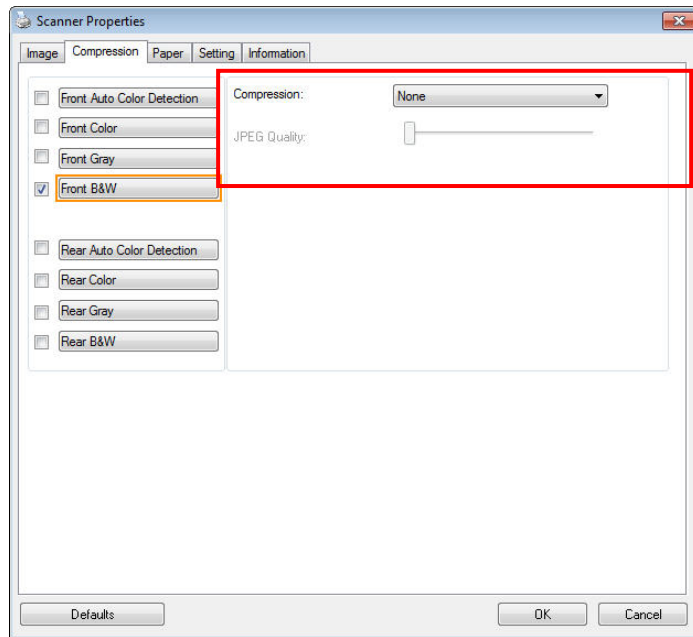 Scanner Properties
Image Compression Paper Setting Information
Front Auto Color Detection
Front Color
Front Gray
Front B&W
Rear Auto Color Detection
Rear Color
Rear Gray
Rear B&W
Compression: None
JPEG Quality:
Defaults OK Cancel